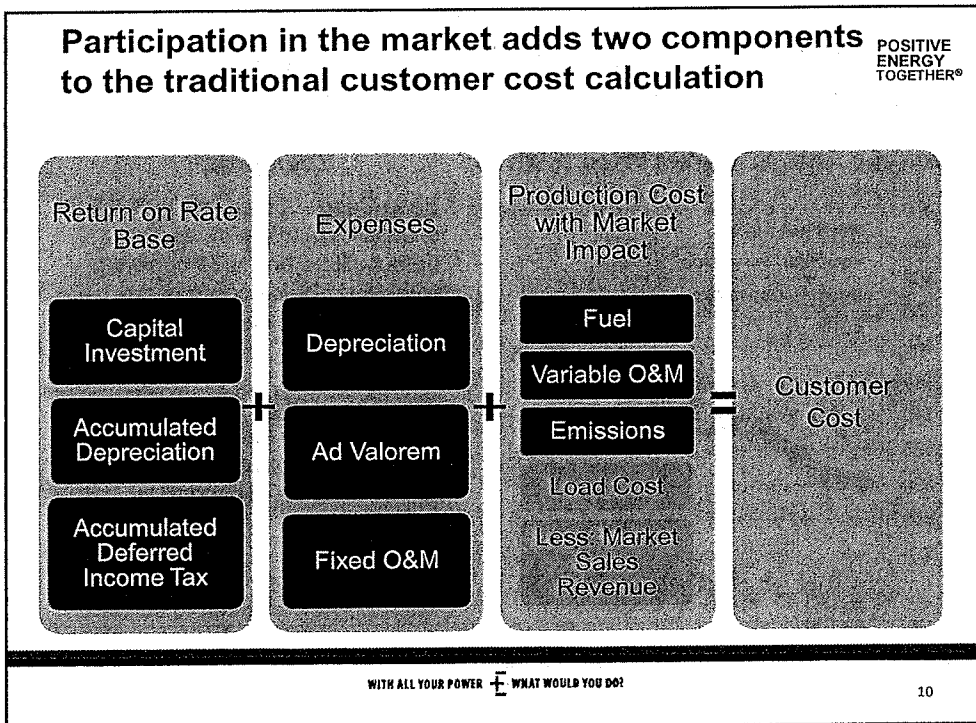 Participation in the market adds two components
to the traditional customer cost calculation
POSITIVE
ENERGY
TOGETHER®
Return on Rate
Base
Capital
Investment
Accumulated
Depreciation
Accumulated
Deferred
Income Tax
+
Expenses
Depreciation
Ad Valorem
Fixed O&M
+
Production Cost
with Market
Impact
Fuel
Variable O&M
Emissions
Load Cost
Less: Market
Sales
Revenue
=
Customer
Cost
WITH ALL YOUR POWER WHAT WOULD YOU DO?
10